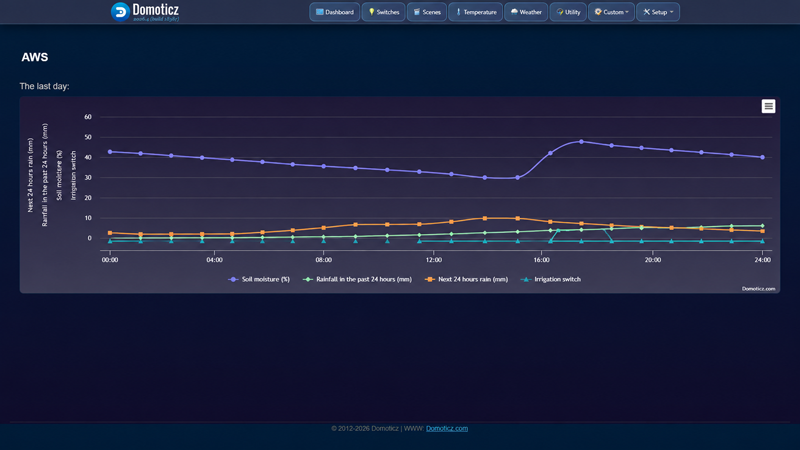 Domoticz
Dashboard
Switches
Scenes
Temperature
Weather
Utility
Custom
Setup
AWS
The last day:
Next 24 hours rain (mm)
Rainfall in the past 24 hours (mm)
Soil moisture (%)
Irrigation switch
60
50
40
30
20
10
0
00:00
04:00
08:00
12:00
16:00
20:00
24:00
Soil moisture (%)
Rainfall in the past 24 hours (mm)
Next 24 hours rain (mm)
Irrigation switch
Domoticz.com
© 2012-2026 Domoticz | WWW: Domoticz.com